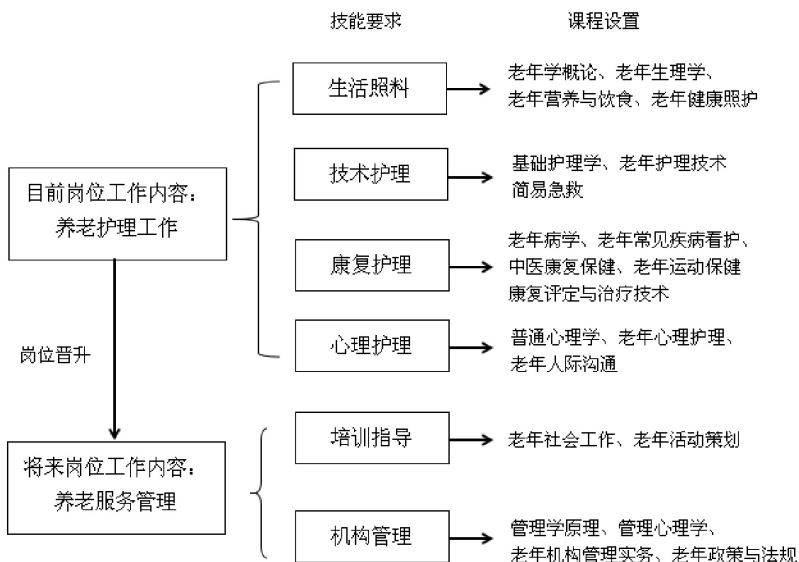 技能要求
课程设置
生活照料
老年学概论、老年生理学、
老年营养与饮食、老年健康照护
技术护理
基础护理学、老年护理技术
简易急救
目前岗位工作内容：
养老护理工作
康复护理
老年病学、老年常见疾病看护、
中医康复保健、老年运动保健
康复评定与治疗技术
心理护理
普通心理学、老年心理护理、
老年人际沟通
岗位晋升
培训指导
老年社会工作、老年活动策划
将来岗位工作内容：
养老服务管理
机构管理
管理学原理、管理心理学、
老年机构管理实务、老年政策与法规